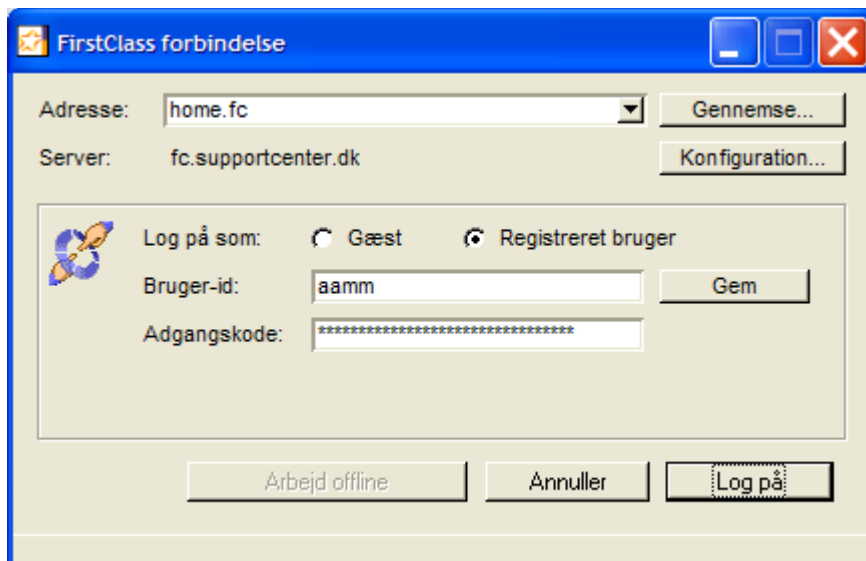 FirstClass forbindelse
Adresse: home.fc Gennemse...
Server: fc.supportcenter.dk Konfiguration...
Log på som: Gæst Registreret bruger
Bruger-id: aamm Gem
Adgangskode: ********************************
Arbejd offline Annuller Log på